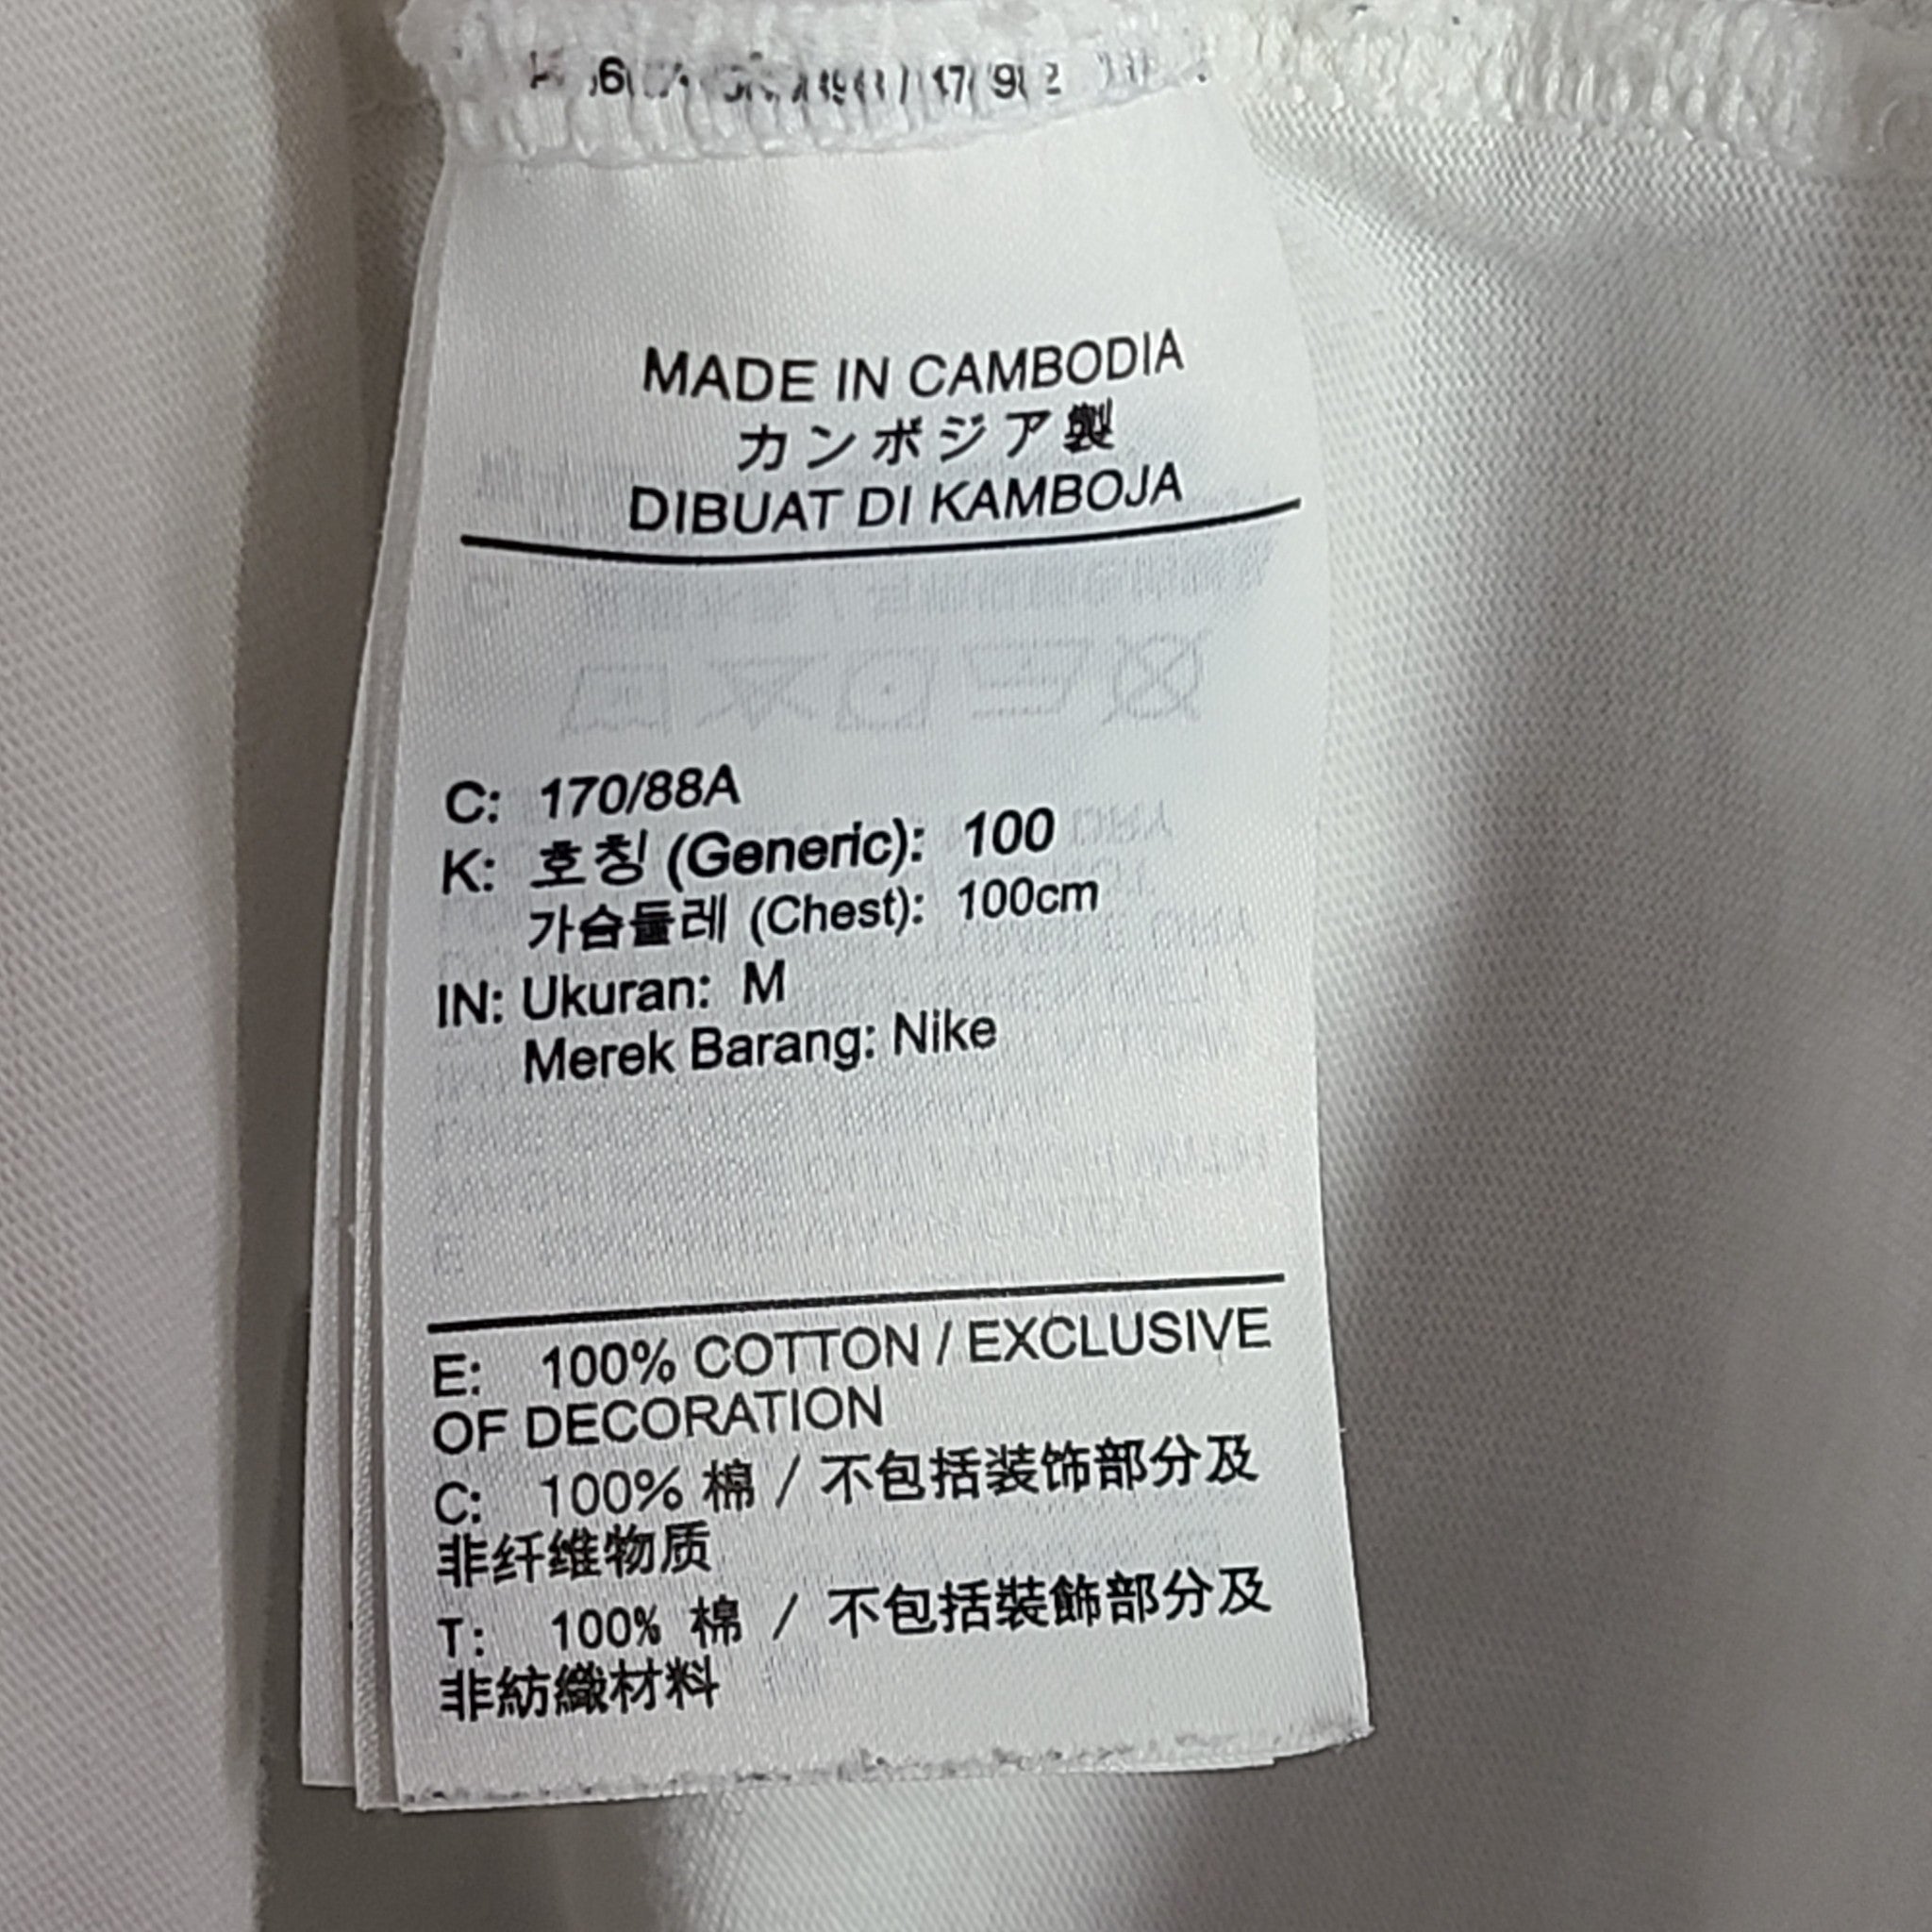 MADE IN CAMBODIA
カンボジア製
DIBUAT DI KAMBOJA
C: 170/88A
K: 호칭 (Generic): 100
가슴둘레 (Chest): 100cm
IN: Ukuran: M
Merek Barang: Nike
E: 100% COTTON / EXCLUSIVE
OF DECORATION
C: 100% 棉 / 不包括装饰部分及
非纤维物质
T: 100% 棉 / 不包括裝飾部分及
非紡織材料